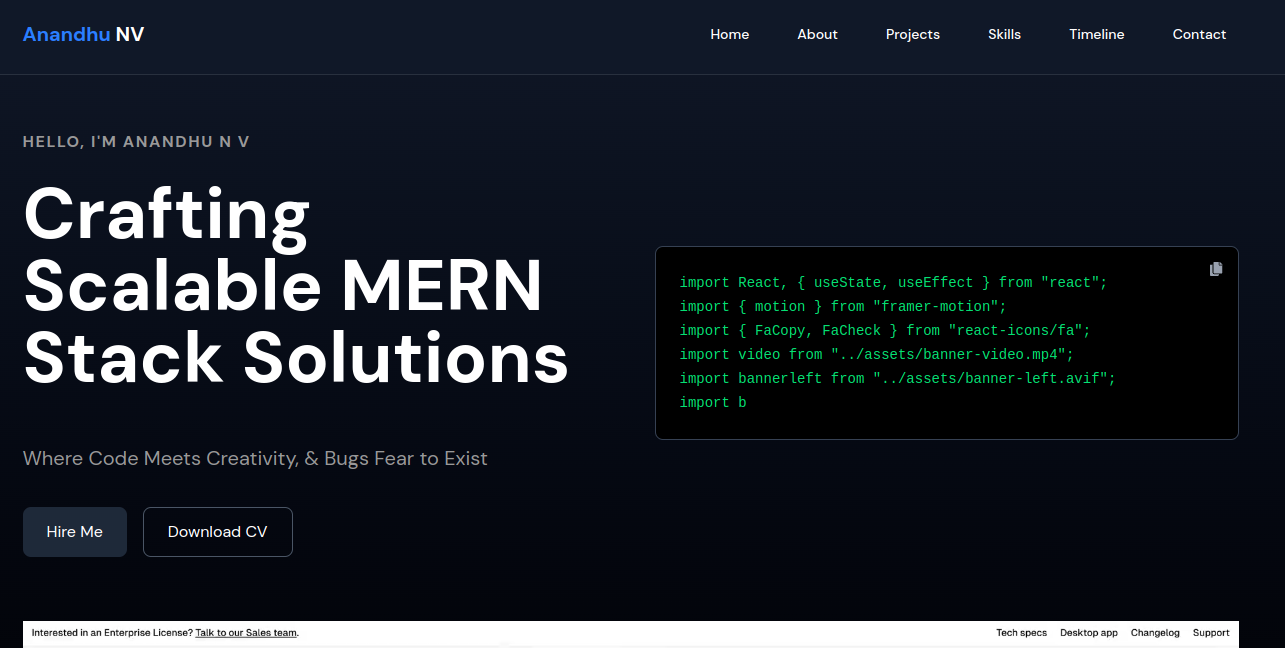 Anandhu NV
Home About Projects Skills Timeline Contact
HELLO, I'M ANANDHU N V
Crafting
Scalable MERN
Stack Solutions
Where Code Meets Creativity, & Bugs Fear to Exist
Hire Me
Download CV
import React, { useState, useEffect } from "react";
import { motion } from "framer-motion";
import { FaCopy, FaCheck } from "react-icons/fa";
import video from "../assets/banner-video.mp4";
import bannerleft from "../assets/banner-left.avif";
import b
Interested in an Enterprise License? Talk to our Sales team.
Tech specs Desktop app Changelog Support